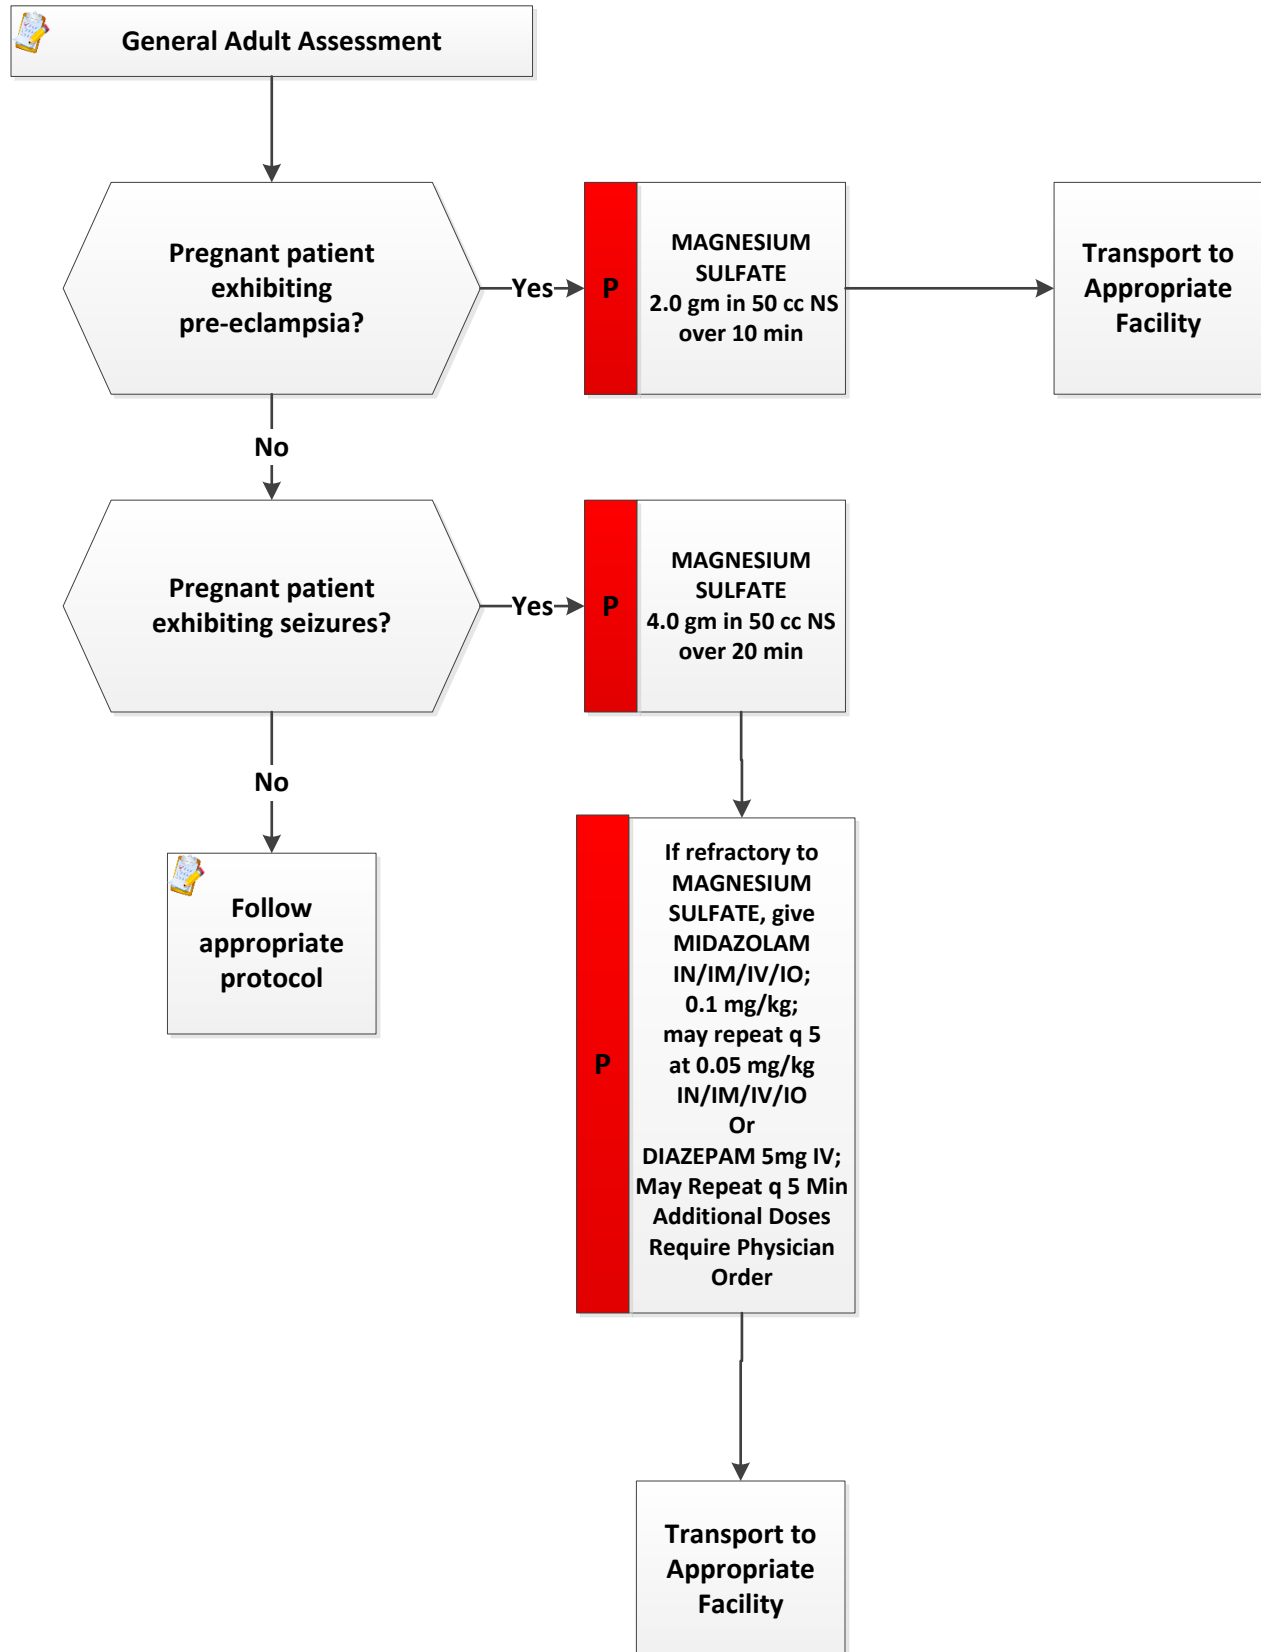 General Adult Assessment
Pregnant patient
exhibiting
pre-eclampsia?
Yes
P
MAGNESIUM
SULFATE
2.0 gm in 50 cc NS
over 10 min
Transport to
Appropriate
Facility
No
Pregnant patient
exhibiting seizures?
Yes
P
MAGNESIUM
SULFATE
4.0 gm in 50 cc NS
over 20 min
No
Follow
appropriate
protocol
P
If refractory to
MAGNESIUM
SULFATE, give
MIDAZOLAM
IN/IM/IV/IO;
0.1 mg/kg;
may repeat q 5
at 0.05 mg/kg
IN/IM/IV/IO
Or
DIAZEPAM 5mg IV;
May Repeat q 5 Min
Additional Doses
Require Physician
Order
Transport to
Appropriate
Facility